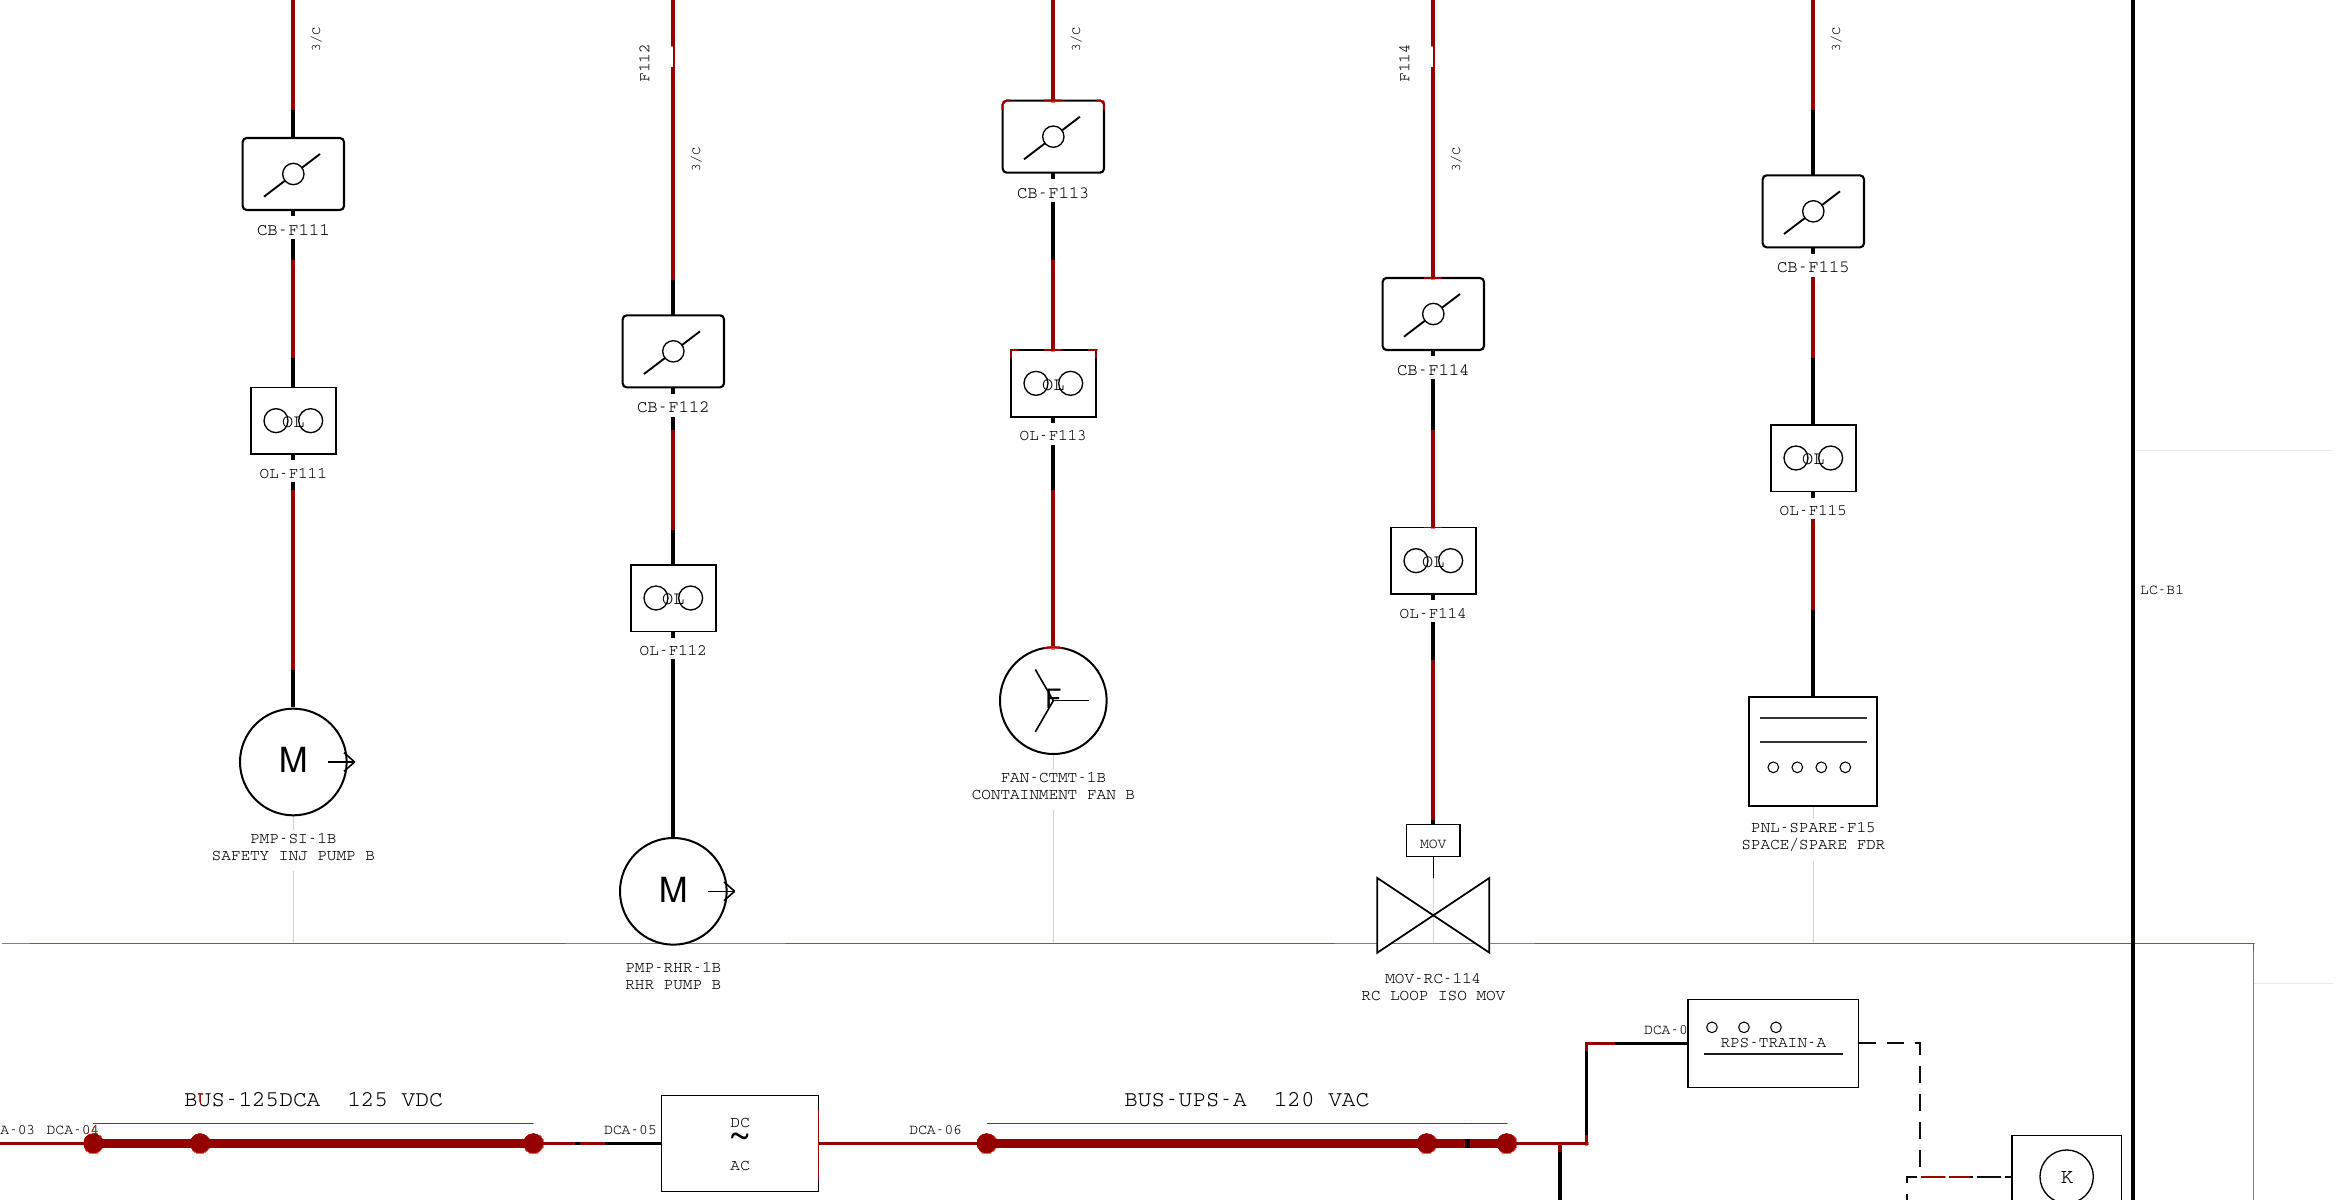 3/C
3/C
3/C
F112
F114
3/C
3/C
CB-F113
CB-F111
CB-F115
CB-F114
OL
CB-F112
OL
OL-F113
OL
OL-F111
OL-F115
OL
LC-B1
OL
OL-F114
OL-F112
F
M
FAN-CTMT-1B
CONTAINMENT FAN B
PNL-SPARE-F15
SPACE/SPARE FDR
PMP-SI-1B
SAFETY INJ PUMP B
MOV
M
PMP-RHR-1B
RHR PUMP B
MOV-RC-114
RC LOOP ISO MOV
DCA-0
RPS-TRAIN-A
BUS-125DCA 125 VDC
BUS-UPS-A 120 VAC
A-03 DCA-04
DCA-05
DC
~
AC
DCA-06
K